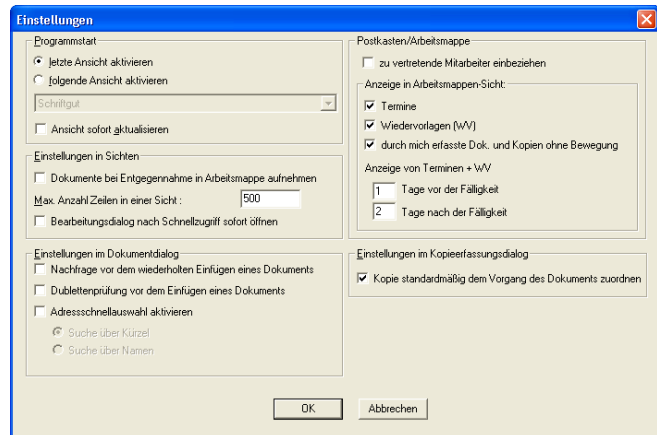 Einstellungen
Programmstart
letzte Ansicht aktivieren
folgende Ansicht aktivieren
Schriftgut
Ansicht sofort aktualisieren
Einstellungen in Sichten
Dokumente bei Entgegennahme in Arbeitsmappe aufnehmen
Max. Anzahl Zeilen in einer Sicht :
500
Bearbeitungsdialog nach Schnellzugriff sofort öffnen
Einstellungen im Dokumentdialog
Nachfrage vor dem wiederholten Einfügen eines Dokuments
Dublettenprüfung vor dem Einfügen eines Dokuments
Adressschnellauswahl aktivieren
Suche über Kürzel
Suche über Namen
Postkasten/Arbeitsmappe
zu vertretende Mitarbeiter einbeziehen
Anzeige in Arbeitsmappen-Sicht:
Termine
Wiedervorlagen (WV)
durch mich erfasste Dok. und Kopien ohne Bewegung
Anzeige von Terminen + WV
1 Tage vor der Fälligkeit
2 Tage nach der Fälligkeit
Einstellungen im Kopieerfassungsdialog
Kopie standardmäßig dem Vorgang des Dokuments zuordnen
OK
Abbrechen